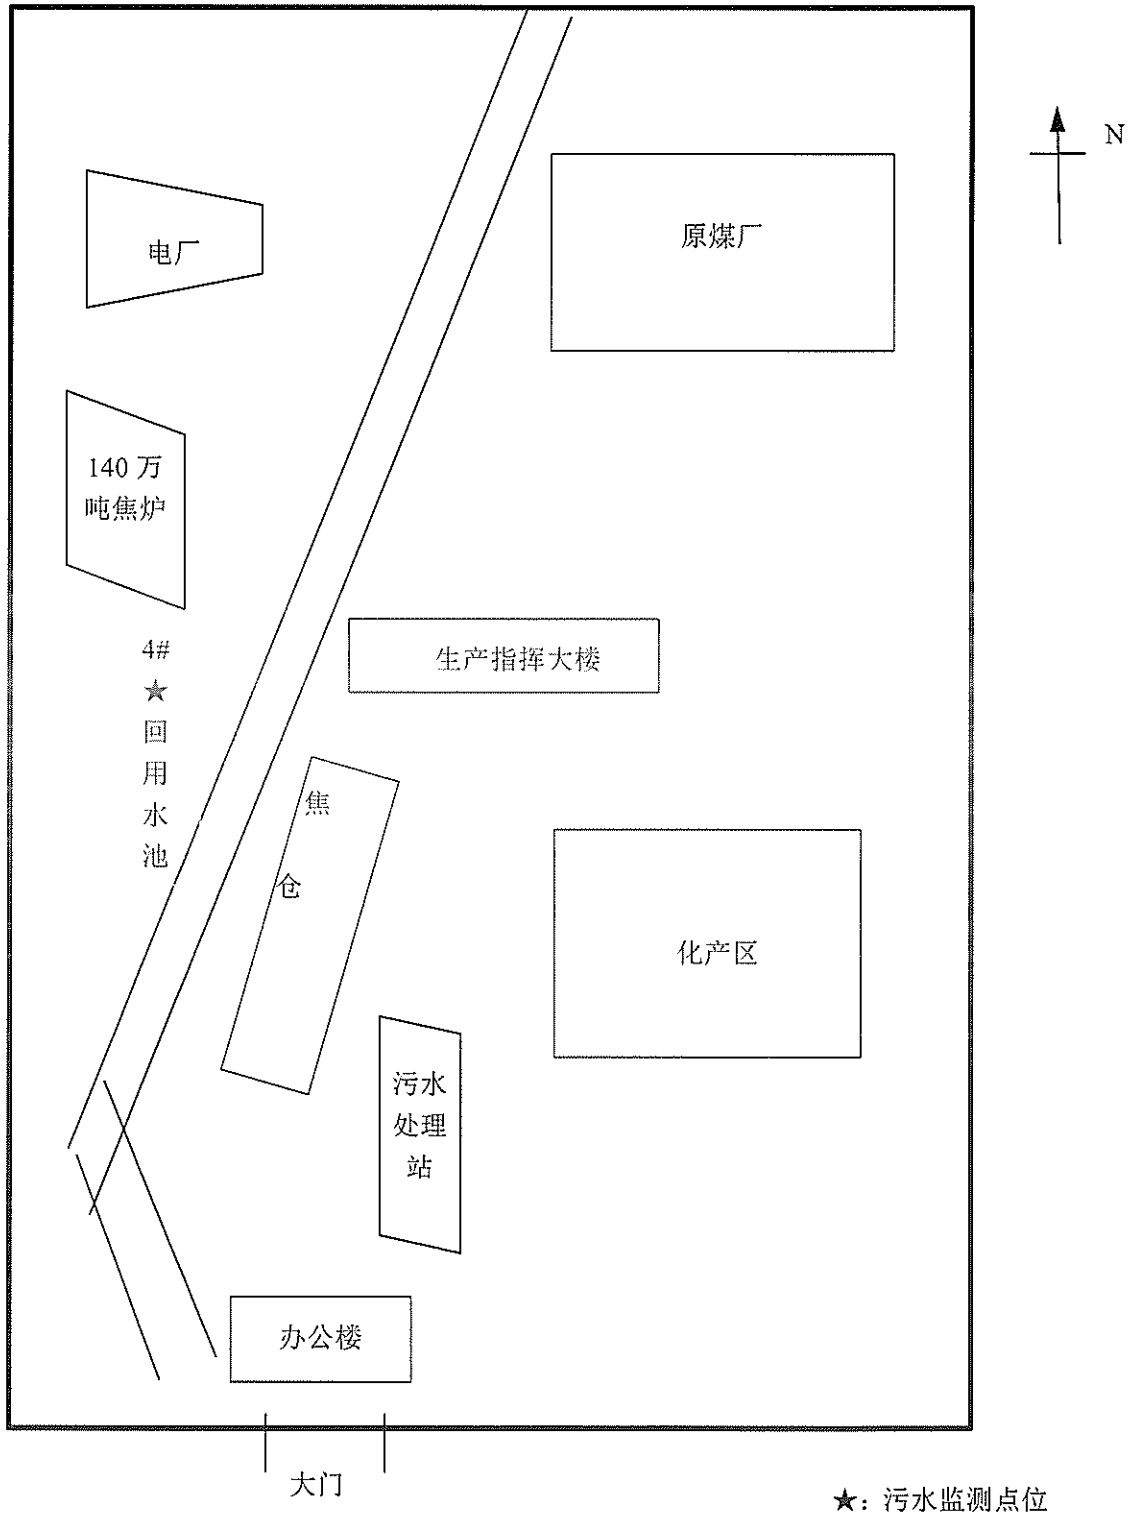 N
原煤厂
电厂
140 万
吨焦炉
4#
★
回
用
水
池
生产指挥大楼
焦
仓
化产区
污水
处理
站
办公楼
大门
★：污水监测点位